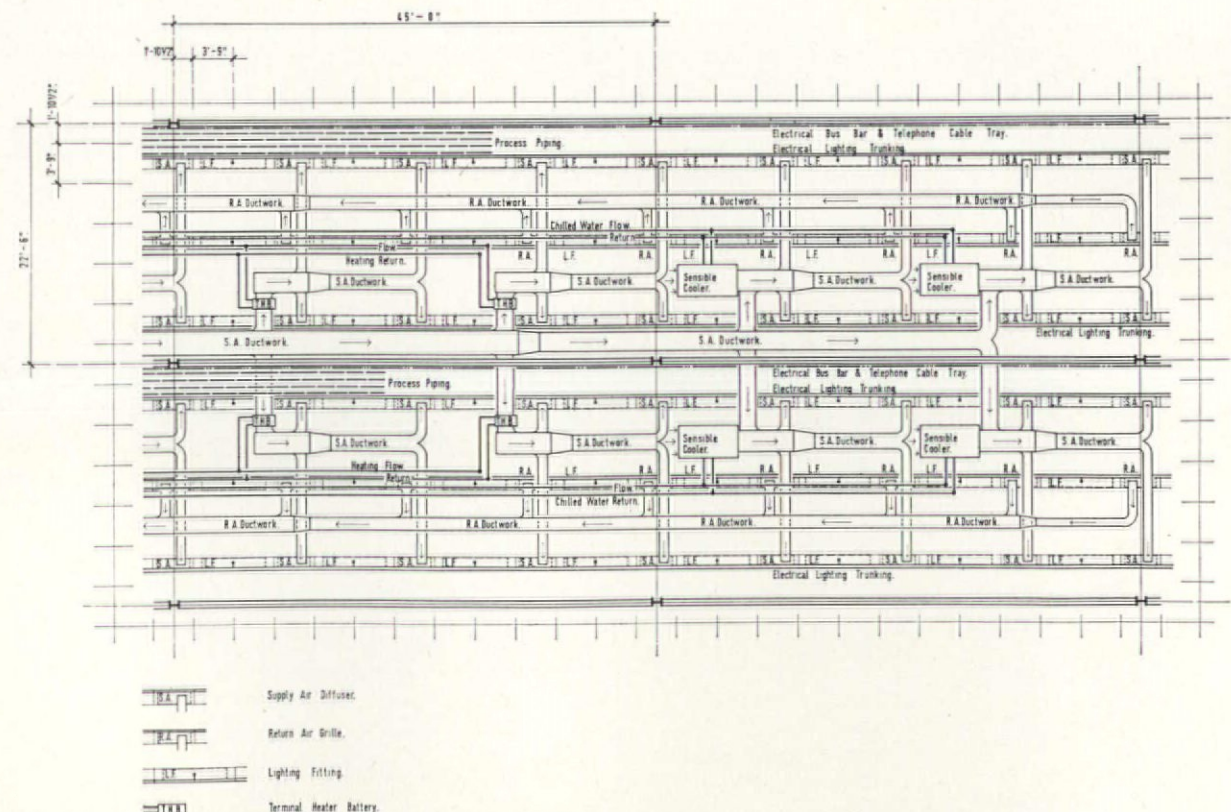 45'-0"
1'-10½" 3'-9"
1'-10½"
3'-9"
22'-6"
Process Piping.
Electrical Bus Bar & Telephone Cable Tray.
Electrical Lighting Trunking.
S.A. L.F. S.A. L.F. S.A. L.F. S.A. L.F. S.A. L.F. S.A. L.F. S.A. L.F. S.A. L.F. S.A.
R.A. Ductwork. R.A. Ductwork. R.A. Ductwork. R.A. Ductwork.
Chilled Water Flow.
Return.
Flow
Heating Return.
R.A. L.F. R.A. L.F. R.A. L.F. R.A. L.F. R.A. R.A.
S.A. Ductwork. S.A. Ductwork. Sensible Cooler. S.A. Ductwork. Sensible Cooler. S.A. Ductwork.
T.H.B. T.H.B.
S.A. L.F. S.A. L.F. S.A. L.F. S.A. L.F. S.A. L.F. S.A. L.F. S.A. L.F. S.A.
Electrical Lighting Trunking.
S.A. Ductwork. S.A. Ductwork.
Process Piping.
Electrical Bus Bar & Telephone Cable Tray.
Electrical Lighting Trunking.
S.A. L.F. S.A. L.F. S.A. L.F. S.A. L.F. S.A. L.F. S.A. L.F. S.A. L.F. S.A.
T.H.B. T.H.B.
S.A. Ductwork. S.A. Ductwork. Sensible Cooler. S.A. Ductwork. Sensible Cooler. S.A. Ductwork.
Heating Flow
Return.
R.A. L.F. R.A. L.F. R.A. L.F. R.A. L.F. R.A. R.A.
Flow
Chilled Water Return.
R.A. Ductwork. R.A. Ductwork. R.A. Ductwork. R.A. Ductwork.
S.A. L.F. S.A. L.F. S.A. L.F. S.A. L.F. S.A. L.F. S.A. L.F. S.A. L.F. S.A. L.F. S.A.
Electrical Lighting Trunking.
S.A. Supply Air Diffuser.
R.A. Return Air Grille.
L.F. Lighting Fitting.
T.H.B. Terminal Heater Battery.